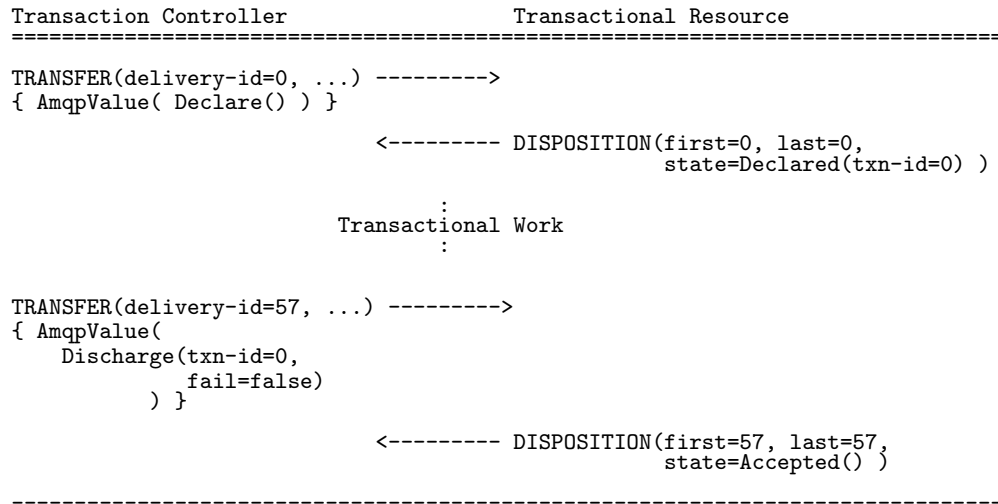 Transaction Controller                  Transactional Resource
===============================================================================
TRANSFER(delivery-id=0, ...) --------->
{ AmqpValue( Declare() ) }
<--------- DISPOSITION(first=0, last=0,
state=Declared(txn-id=0) )
:
Transactional Work
:
TRANSFER(delivery-id=57, ...) --------->
{ AmqpValue(
Discharge(txn-id=0,
fail=false)
) }
<--------- DISPOSITION(first=57, last=57,
state=Accepted() )
-------------------------------------------------------------------------------